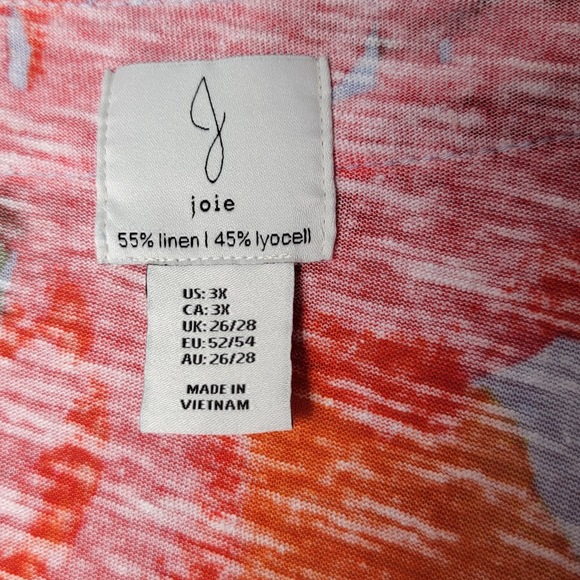 J
joie
55% linen | 45% lyocell
US: 3X
CA: 3X
UK: 26/28
EU: 52/54
AU: 26/28
MADE IN
VIETNAM